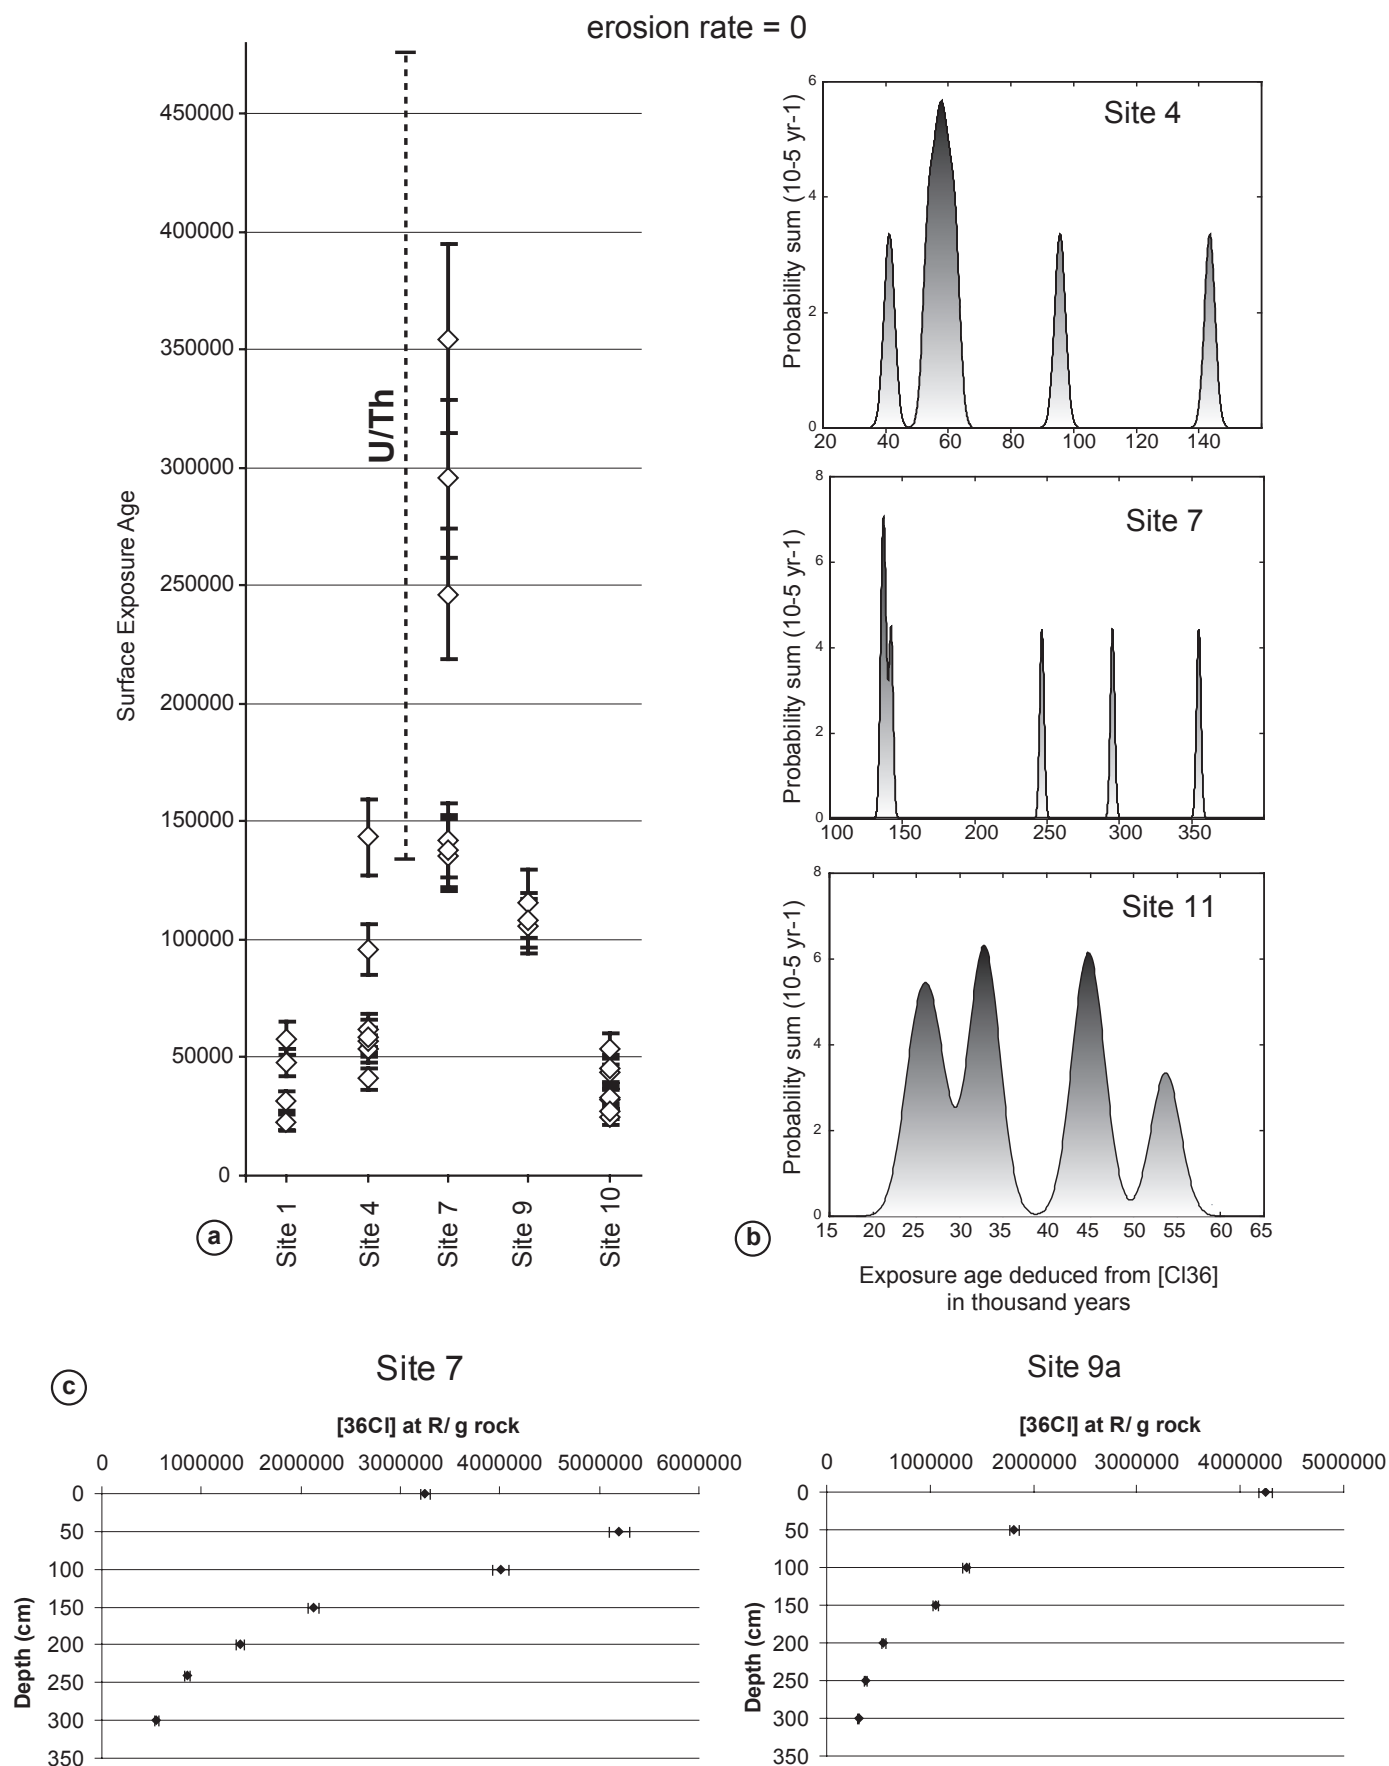 erosion rate = 0
Surface Exposure Age
450000
400000
350000
300000
250000
200000
150000
100000
50000
0
U/Th
Site 1
Site 4
Site 7
Site 9
Site 10
a
Site 4
Probability sum (10-5 yr-1)
6
4
2
0
20 40 60 80 100 120 140
Site 7
Probability sum (10-5 yr-1)
8
6
4
2
0
100 150 200 250 300 350
Site 11
Probability sum (10-5 yr-1)
8
6
4
2
0
15 20 25 30 35 40 45 50 55 60 65
b
Exposure age deduced from [Cl36]
in thousand years
c
Site 7
[36Cl] at R/ g rock
0 1000000 2000000 3000000 4000000 5000000 6000000
Depth (cm)
0
50
100
150
200
250
300
350
Site 9a
[36Cl] at R/ g rock
0 1000000 2000000 3000000 4000000 5000000
Depth (cm)
0
50
100
150
200
250
300
350